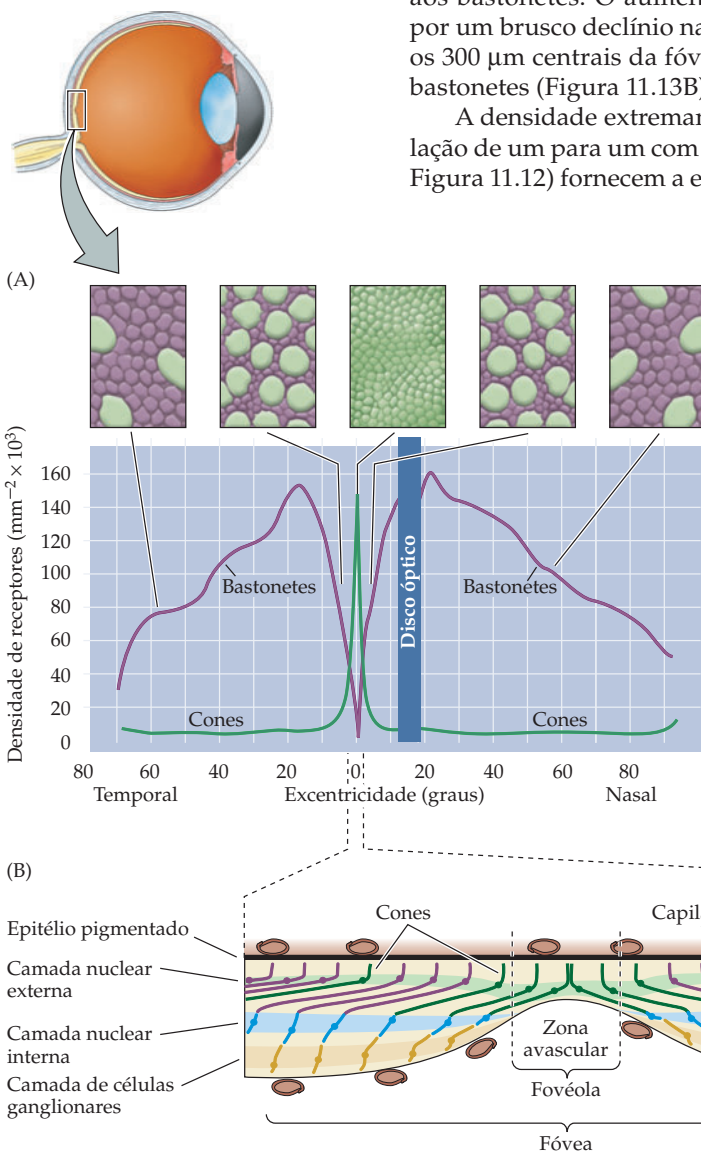 aos bastonetes. O aumen
por um brusco declínio na
os 300 µm centrais da fóv
bastonetes (Figura 11.13B)
A densidade extremar
lação de um para um com
Figura 11.12) fornecem a e
(A)
Densidade de receptores (mm⁻² × 10³)
160
140
120
100
80
60
40
20
0
Bastonetes
Disco óptico
Bastonetes
Cones
Cones
80 60 40 20 0 20 40 60 80
Temporal Excentricidade (graus) Nasal
(B)
Cones
Capil
Epitélio pigmentado
Camada nuclear
externa
Camada nuclear
interna
Camada de células
ganglionares
Zona
avascular
Fovéola
Fóvea